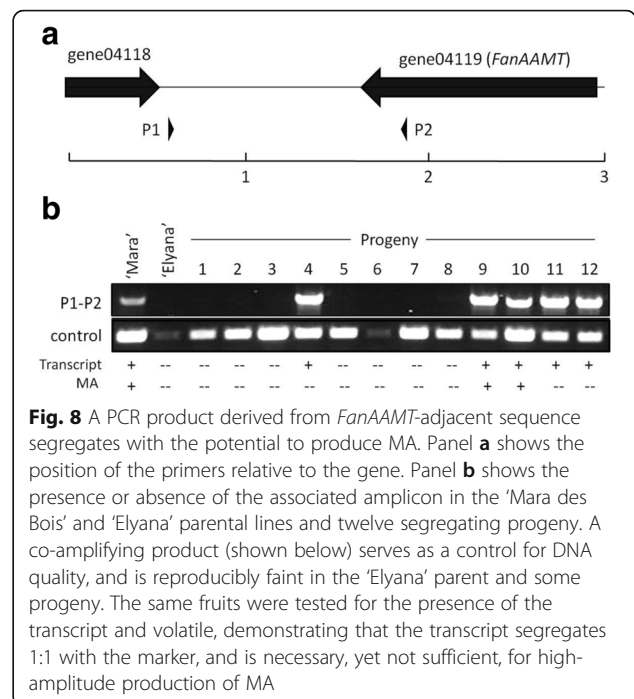 a
gene04118
gene04119 (FanAAMT)
P1
P2
1
2
3
b
'Mara'
'Elyana'
Progeny
1 2 3 4 5 6 7 8 9 10 11 12
P1-P2
control
Transcript + -- -- -- -- + -- -- -- -- + + + +
MA + -- -- -- -- -- -- -- -- -- + + -- --
Fig. 8 A PCR product derived from FanAAMT-adjacent sequence
segregates with the potential to produce MA. Panel a shows the
position of the primers relative to the gene. Panel b shows the
presence or absence of the associated amplicon in the 'Mara des
Bois' and 'Elyana' parental lines and twelve segregating progeny. A
co-amplifying product (shown below) serves as a control for DNA
quality, and is reproducibly faint in the 'Elyana' parent and some
progeny. The same fruits were tested for the presence of the
transcript and volatile, demonstrating that the transcript segregates
1:1 with the marker, and is necessary, yet not sufficient, for high-
amplitude production of MA